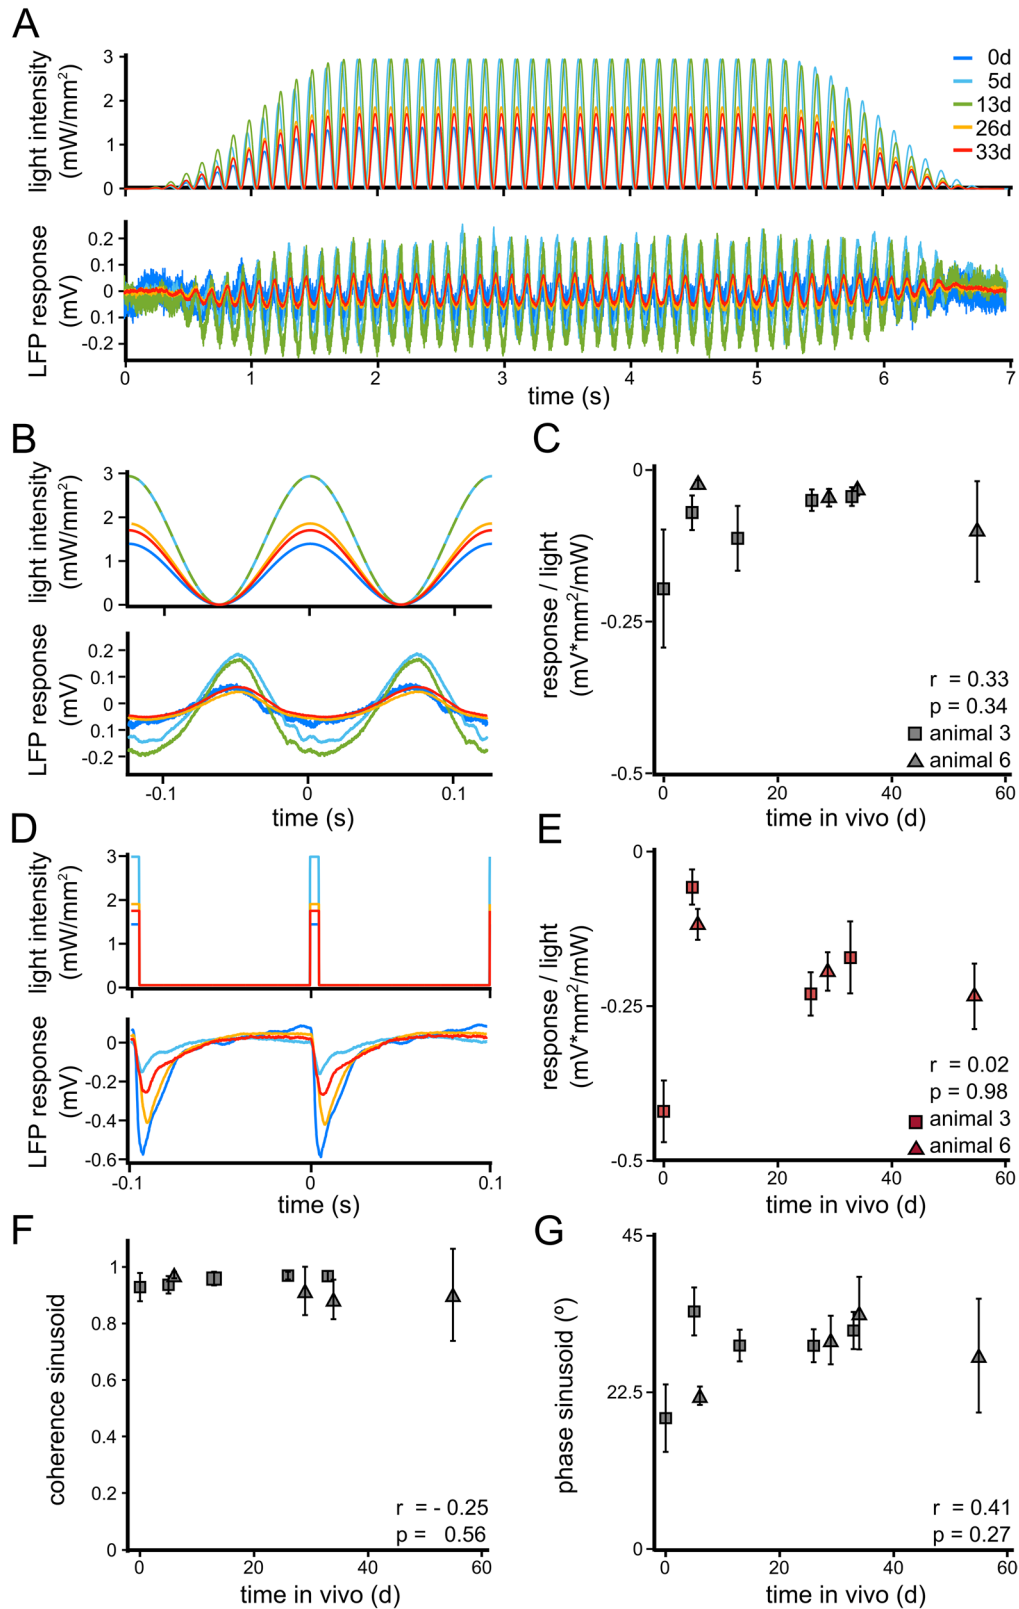 A
light intensity
(mW/mm²)
3
2
1
0
0d
5d
13d
26d
33d
LFP response
(mV)
0.2
0.1
0
0.1
-0.2
0
1
2
3
4
5
6
7
time (s)
B
light intensity
(mW/mm²)
3
2
1
0
LFP response
(mV)
0.2
0.1
0
0.1
-0.2
-0.1
0
0.1
time (s)
C
response / light
(mV*mm²/mW)
0
-0.25
-0.5
r = 0.33
p = 0.34
animal 3
animal 6
0
20
40
60
time in vivo (d)
D
light intensity
(mW/mm²)
3
2
1
0
LFP response
(mV)
0
-0.2
-0.4
-0.6
-0.1
0
0.1
time (s)
E
response / light
(mV*mm²/mW)
0
-0.25
-0.5
r = 0.02
p = 0.98
animal 3
animal 6
0
20
40
60
time in vivo (d)
F
coherence sinusoid
1
0.8
0.6
0.4
0.2
0
r = - 0.25
p = 0.56
0
20
40
60
time in vivo (d)
G
phase sinusoid (º)
45
22.5
0
r = 0.41
p = 0.27
0
20
40
60
time in vivo (d)